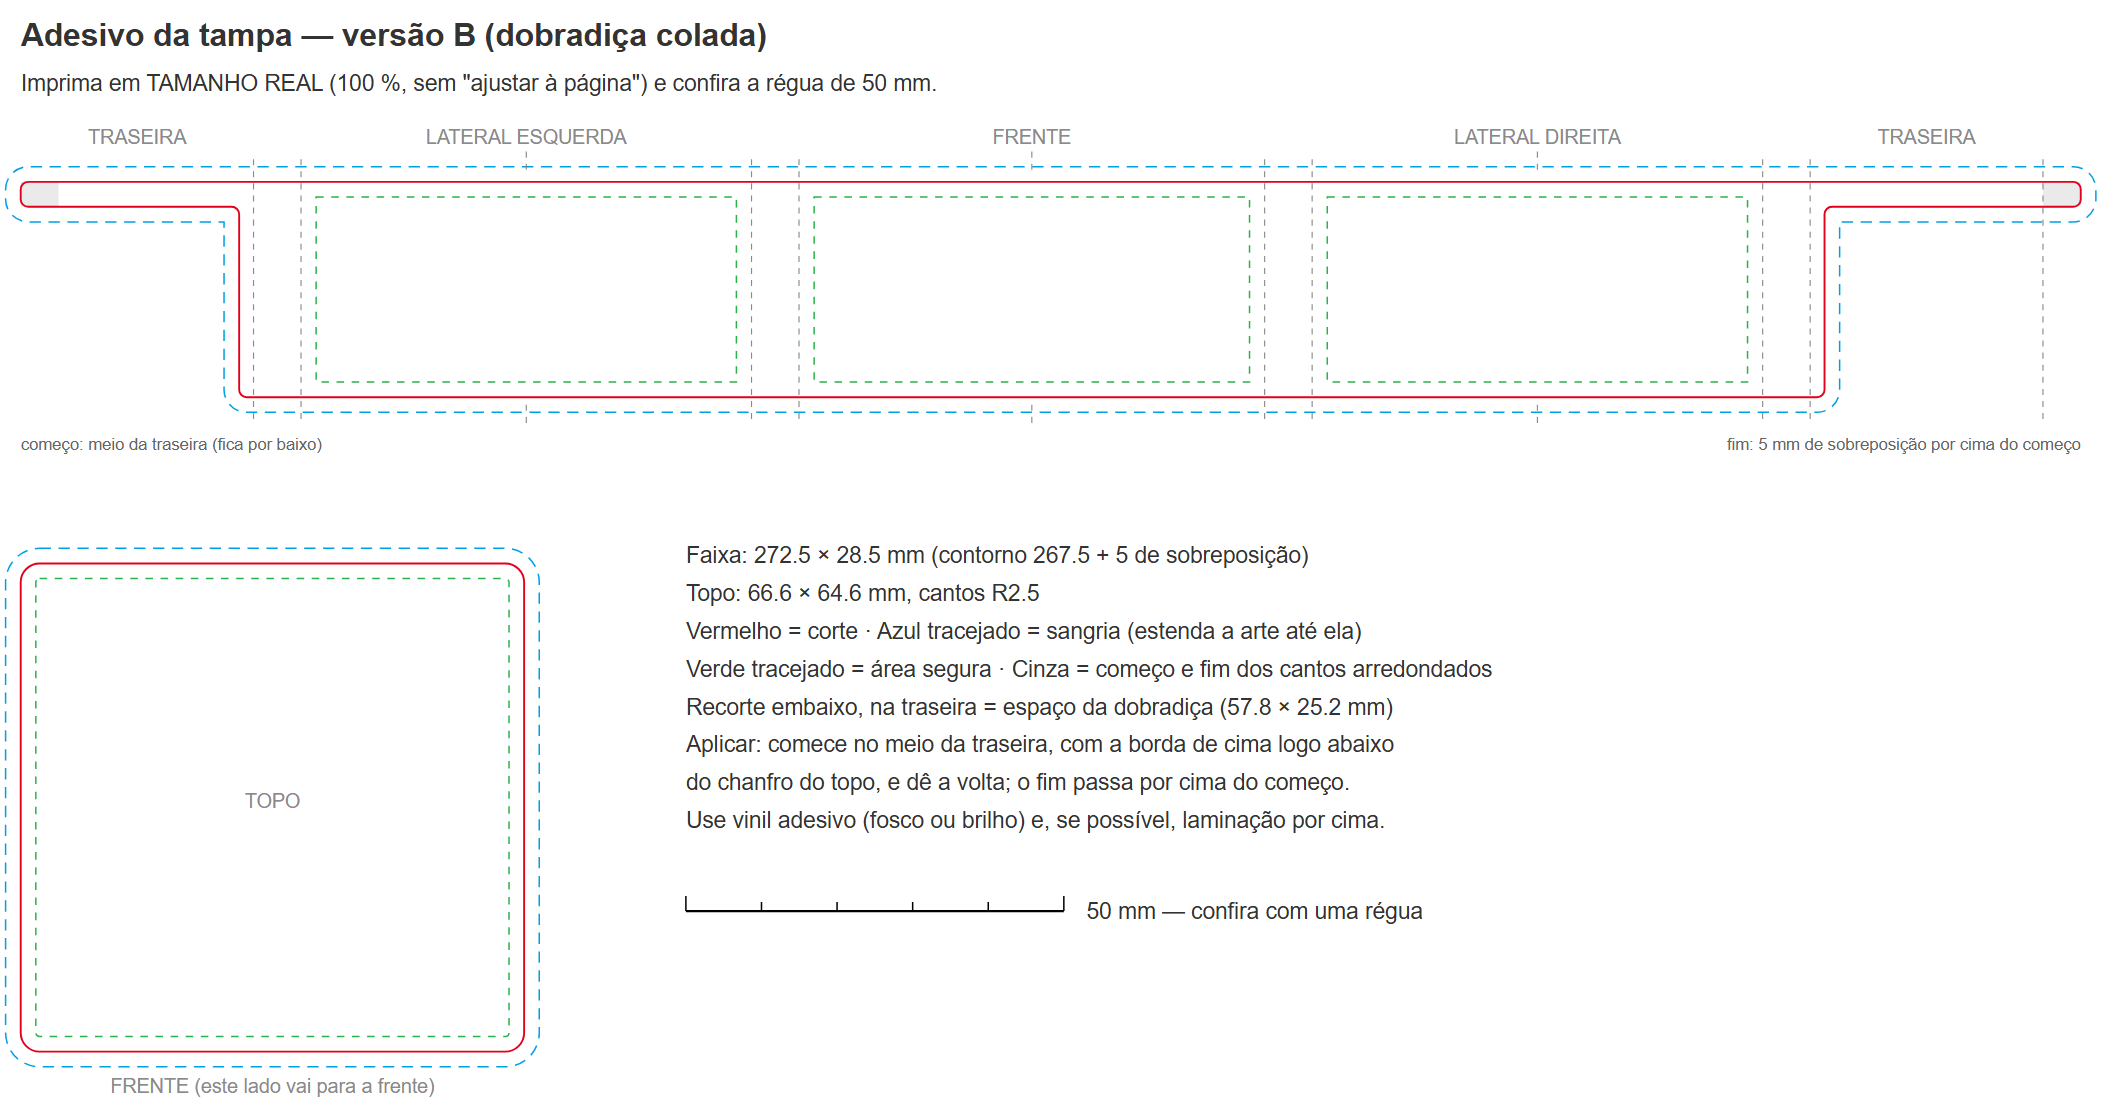 Adesivo da tampa — versão B (dobradiça colada)
Imprima em TAMANHO REAL (100 %, sem "ajustar à página") e confira a régua de 50 mm.
TRASEIRA
LATERAL ESQUERDA
FRENTE
LATERAL DIREITA
TRASEIRA
começo: meio da traseira (fica por baixo)
fim: 5 mm de sobreposição por cima do começo
Faixa: 272.5 × 28.5 mm (contorno 267.5 + 5 de sobreposição)
Topo: 66.6 × 64.6 mm, cantos R2.5
Vermelho = corte · Azul tracejado = sangria (estenda a arte até ela)
Verde tracejado = área segura · Cinza = começo e fim dos cantos arredondados
Recorte embaixo, na traseira = espaço da dobradiça (57.8 × 25.2 mm)
Aplicar: comece no meio da traseira, com a borda de cima logo abaixo
do chanfro do topo, e dê a volta; o fim passa por cima do começo.
Use vinil adesivo (fosco ou brilho) e, se possível, laminação por cima.
50 mm — confira com uma régua
TOPO
FRENTE (este lado vai para a frente)